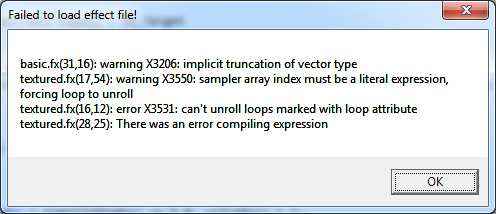 Failed to load effect file!
basic.fx(31,16): warning X3206: implicit truncation of vector type
textured.fx(17,54): warning X3550: sampler array index must be a literal expression,
forcing loop to unroll
textured.fx(16,12): error X3531: can't unroll loops marked with loop attribute
textured.fx(28,25): There was an error compiling expression
OK